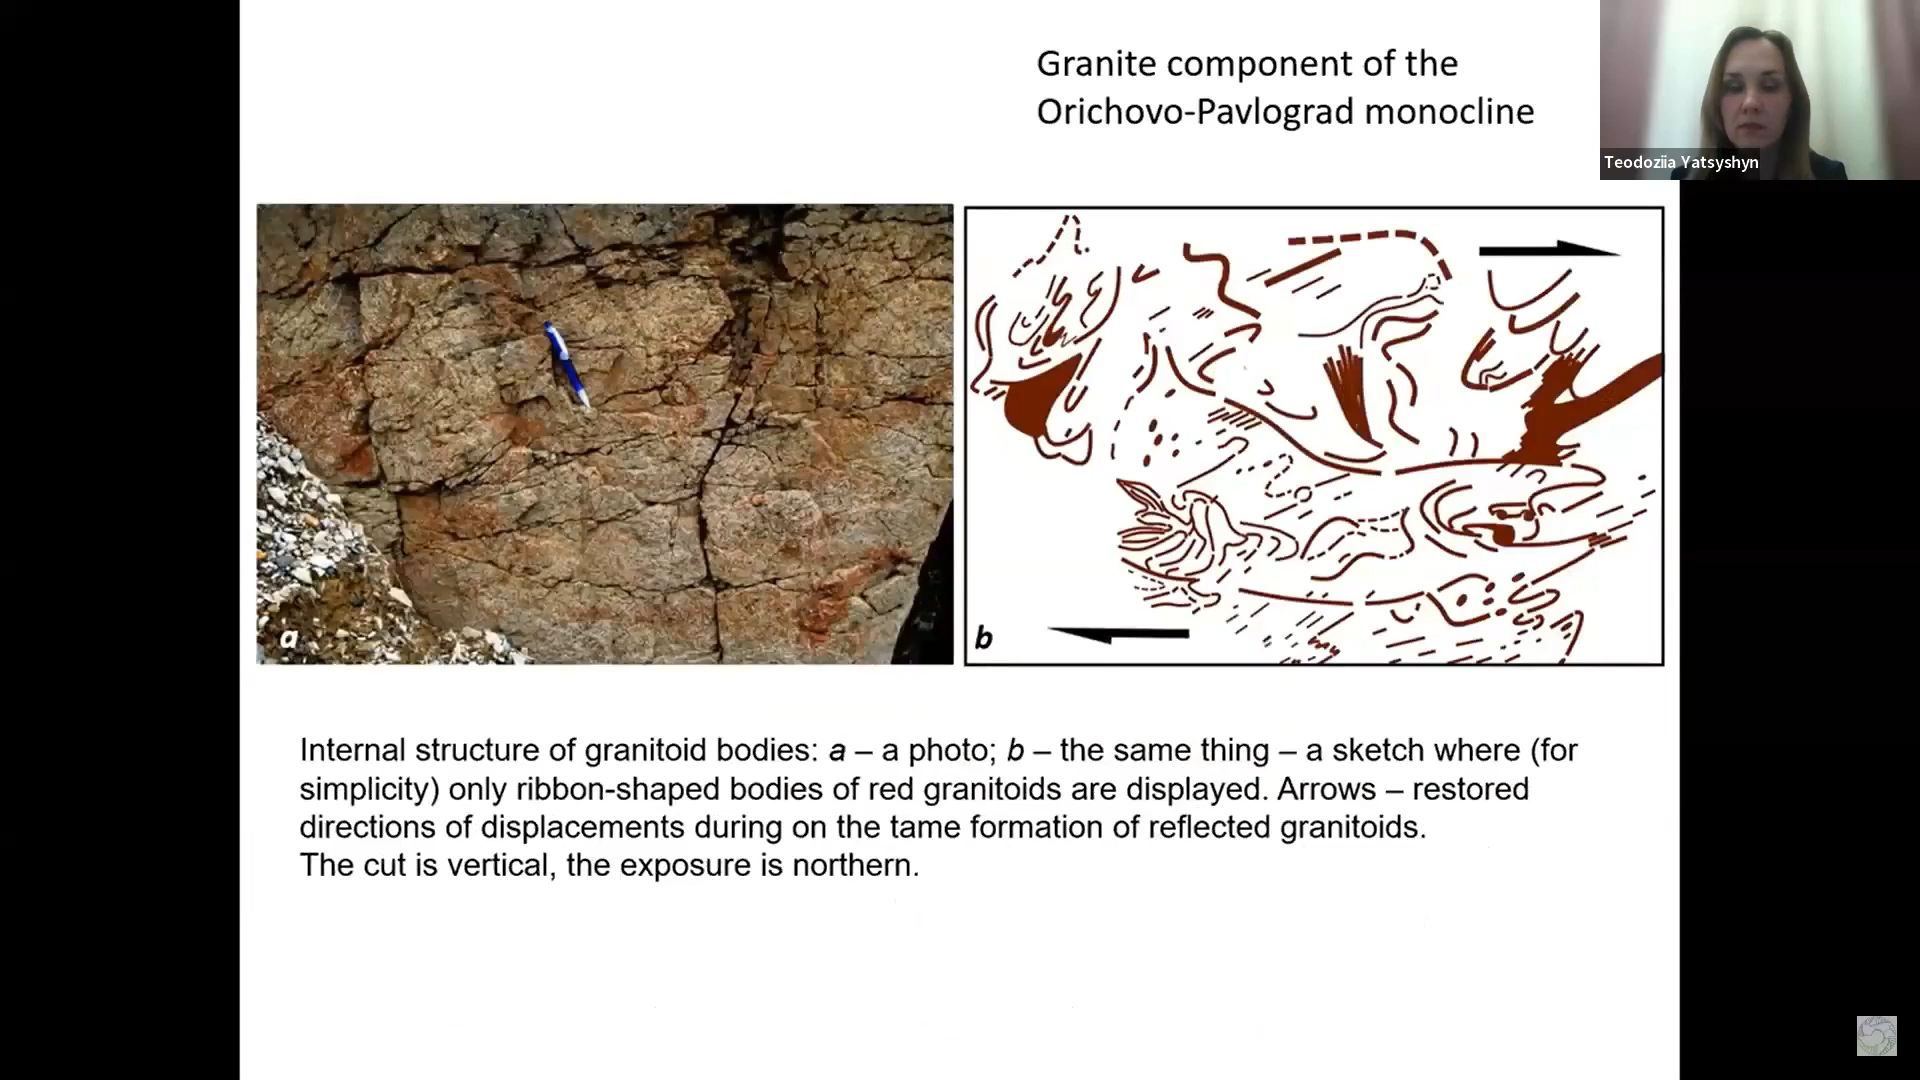 Granite component of the
Orichovo-Pavlograd monocline
Teodoziia Yatsyshyn
a
b
Internal structure of granitoid bodies: a – a photo; b – the same thing – a sketch where (for
simplicity) only ribbon-shaped bodies of red granitoids are displayed. Arrows – restored
directions of displacements during on the tame formation of reflected granitoids.
The cut is vertical, the exposure is northern.